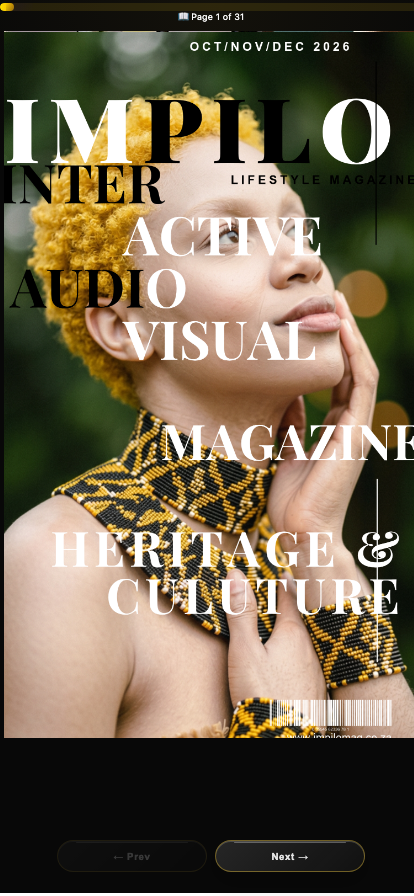 📖 Page 1 of 31
OCT/NOV/DEC 2026
IMPILO
LIFESTYLE MAGAZINE
INTER
ACTIVE
AUDIO
VISUAL
MAGAZINE
HERITAGE &
CULUTURE
www.impilomag.co.za
← Prev
Next →